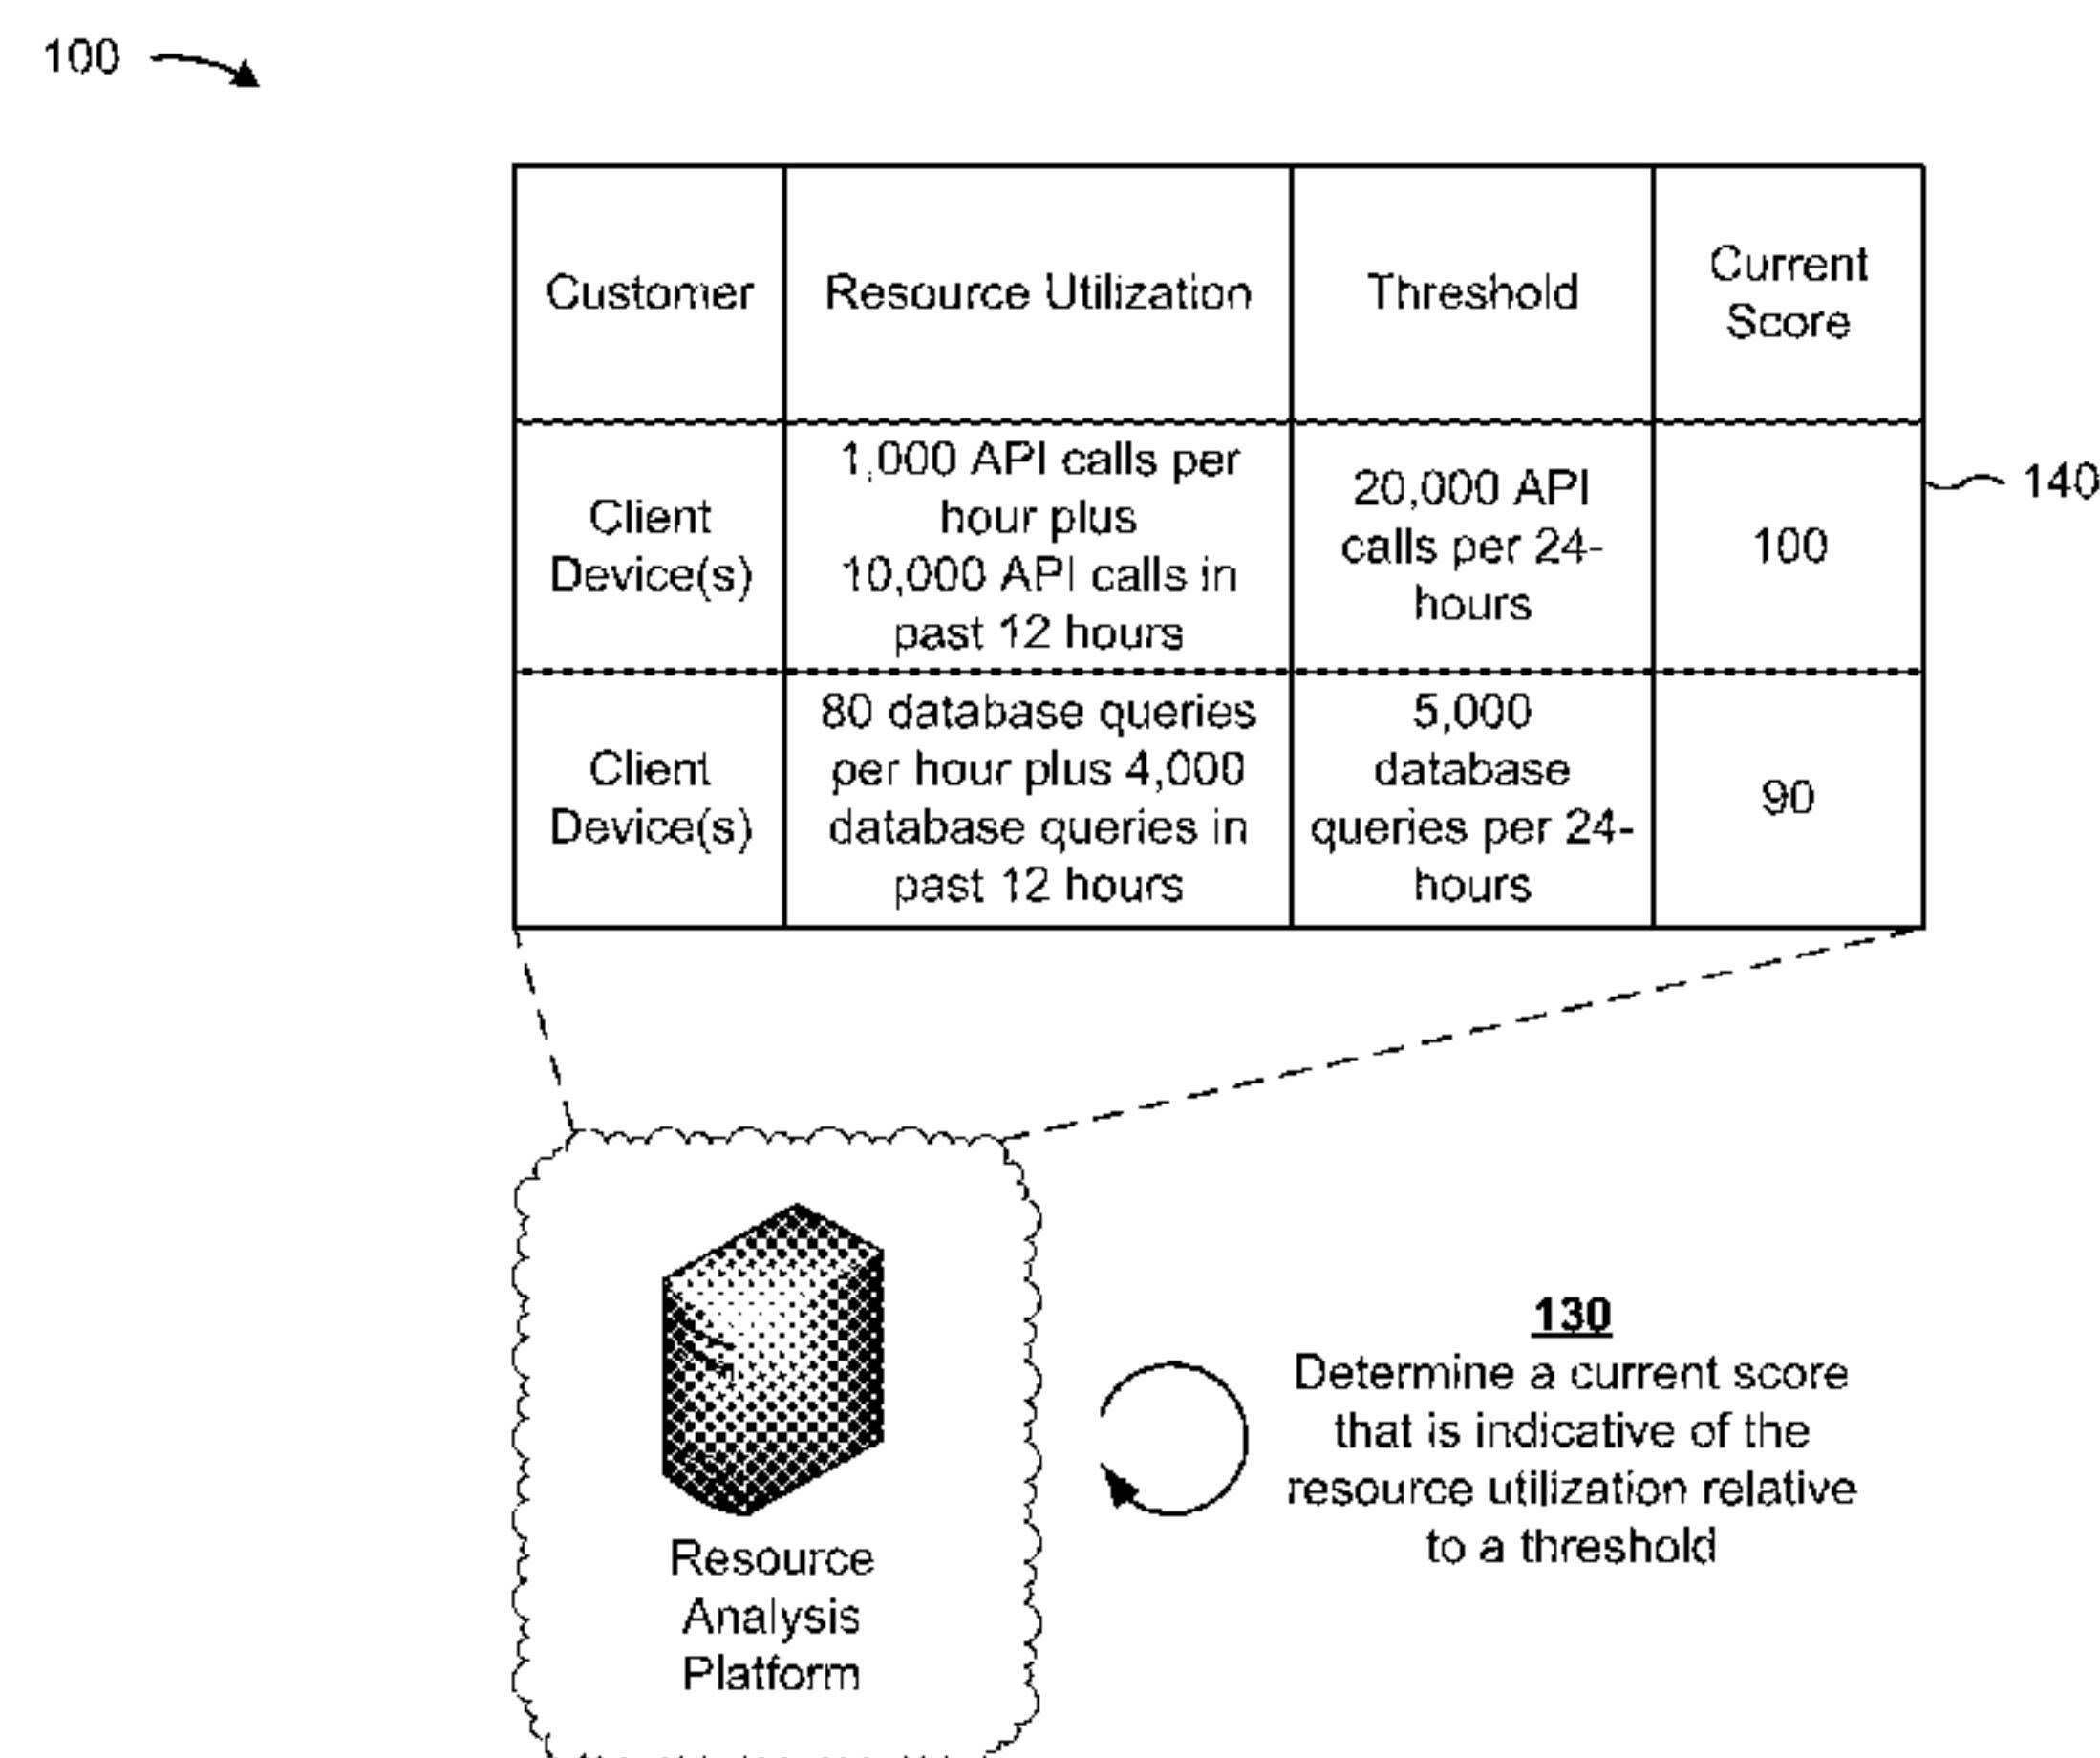 100
Customer
Resource Utilization
Threshold
Current
Score
Client
Device(s)
1,000 API calls per
hour plus
10,000 API calls in
past 12 hours
20,000 API
calls per 24-
hours
100
140
Client
Device(s)
80 database queries
per hour plus 4,000
database queries in
past 12 hours
5,000
database
queries per 24-
hours
90
130
Determine a current score
that is indicative of the
resource utilization relative
to a threshold
Resource
Analysis
Platform